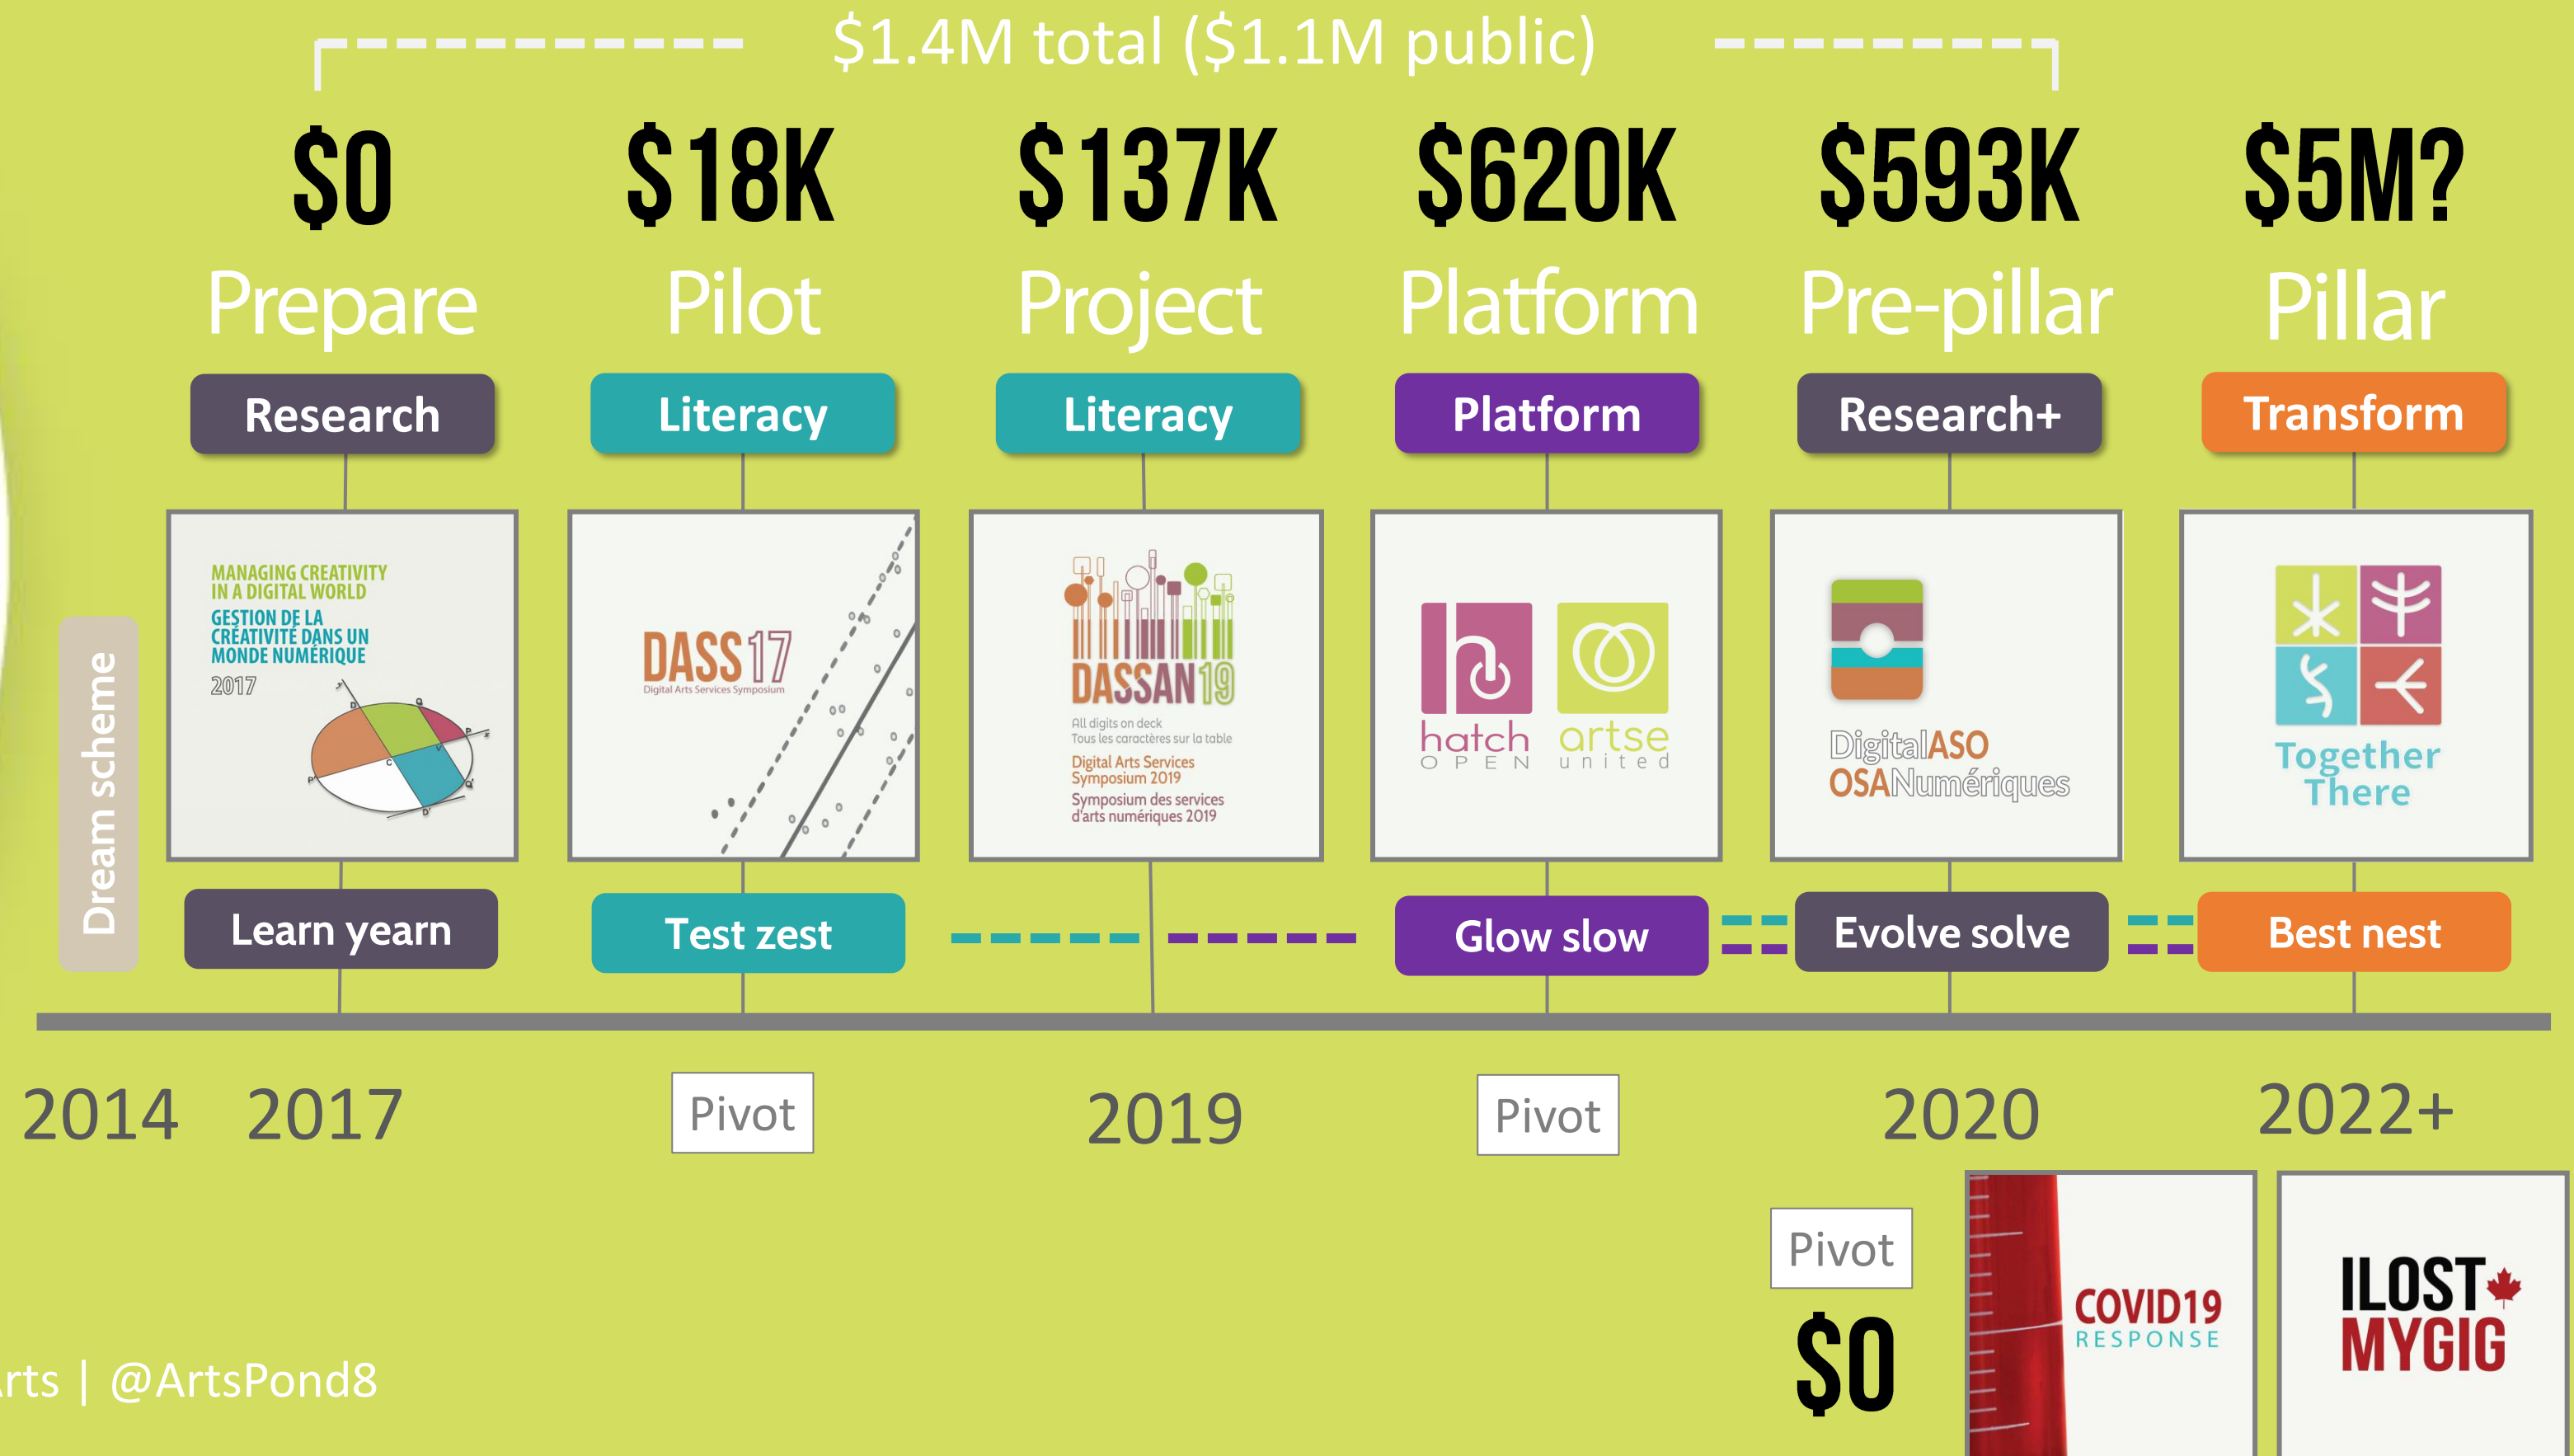 $1.4M total ($1.1M public)
$0
$18K
$137K
$620K
$593K
$5M?
Prepare
Pilot
Project
Platform
Pre-pillar
Pillar
Research
Literacy
Literacy
Platform
Research+
Transform
Dream scheme
MANAGING CREATIVITY
IN A DIGITAL WORLD
GESTION DE LA
CRÉATIVITÉ DANS UN
MONDE NUMÉRIQUE
2017
DASS17
Digital Arts Services Symposium
DASSAN19
All digits on deck
Tous les caractères sur la table
Digital Arts Services
Symposium 2019
Symposium des services
d'arts numériques 2019
hatch
OPEN
artse
united
DigitalASO
OSANumériques
Together
There
Learn yearn
Test zest
Glow slow
Evolve solve
Best nest
2014
2017
Pivot
2019
Pivot
2020
2022+
Pivot
$0
COVID19
RESPONSE
ILOST
MYGIG
rts | @ArtsPond8